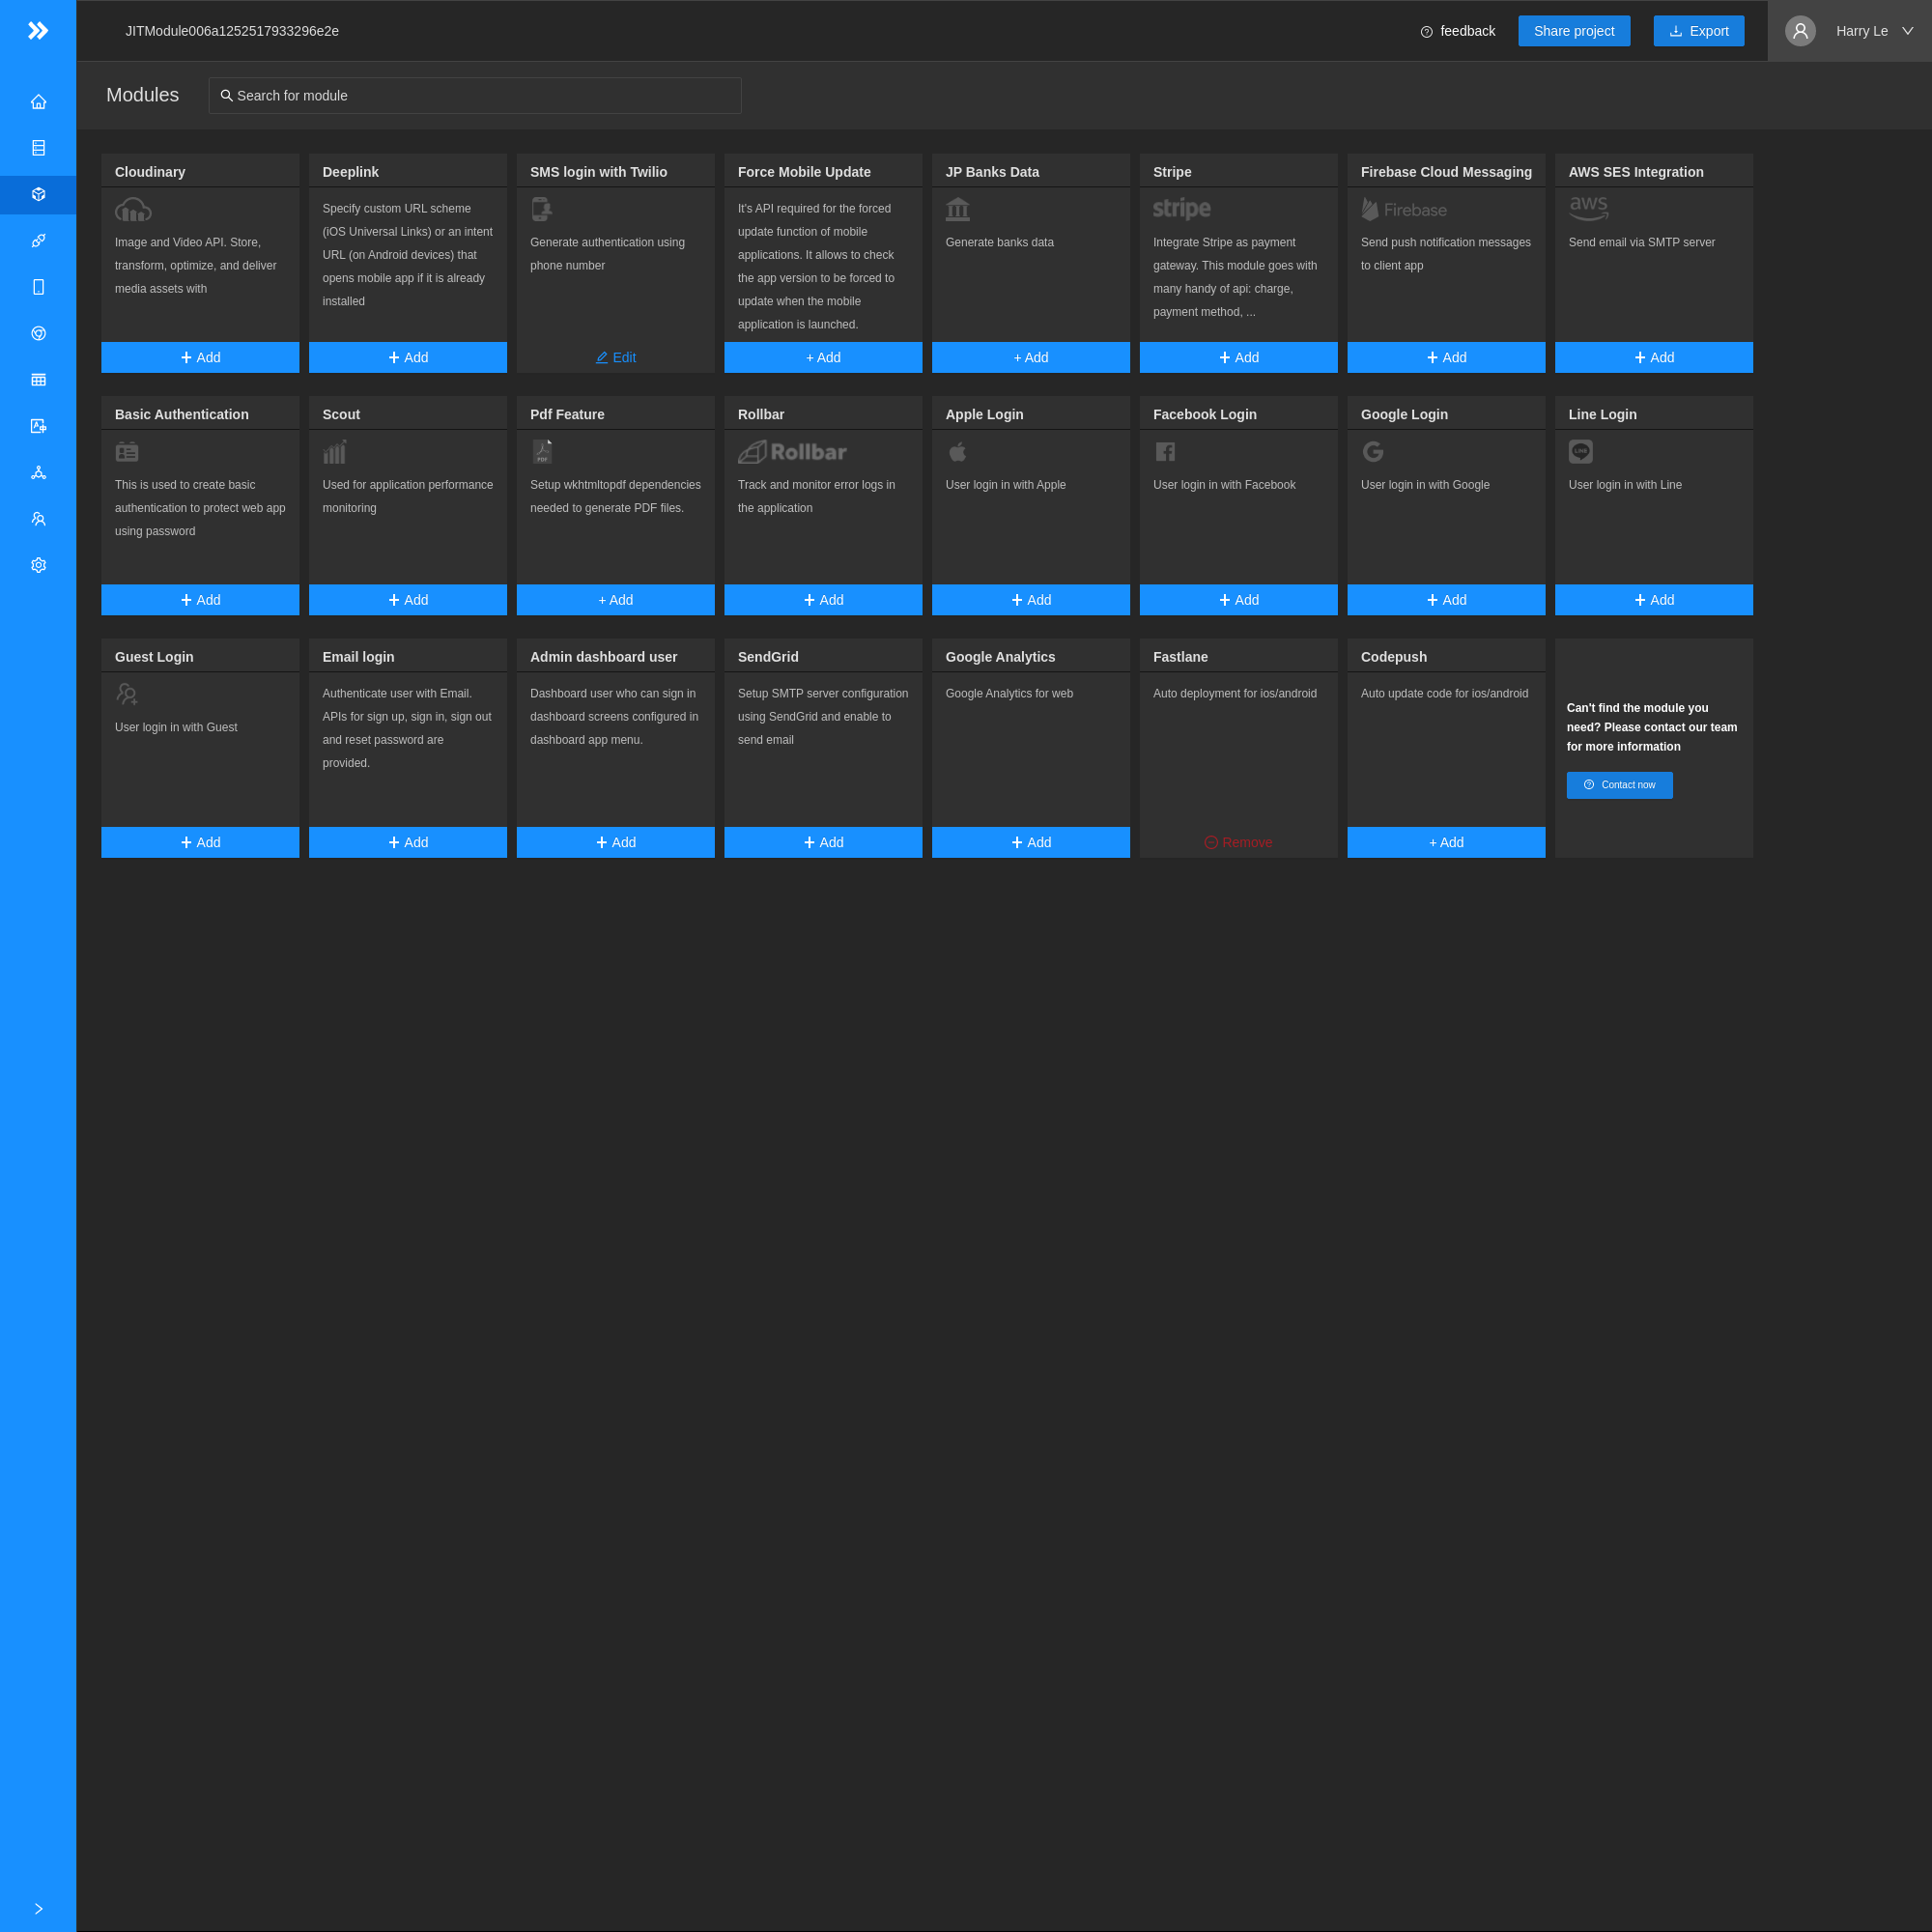 JITModule006a1252517933296e2e
feedback
Share project
Export
Harry Le
Modules
Search for module
Cloudinary
Image and Video API. Store,
transform, optimize, and deliver
media assets with
+ Add
Deeplink
Specify custom URL scheme
(iOS Universal Links) or an intent
URL (on Android devices) that
opens mobile app if it is already
installed
+ Add
SMS login with Twilio
Generate authentication using
phone number
Edit
Force Mobile Update
It's API required for the forced
update function of mobile
applications. It allows to check
the app version to be forced to
update when the mobile
application is launched.
+ Add
JP Banks Data
Generate banks data
+ Add
Stripe
stripe
Integrate Stripe as payment
gateway. This module goes with
many handy of api: charge,
payment method, ...
+ Add
Firebase Cloud Messaging
Firebase
Send push notification messages
to client app
+ Add
AWS SES Integration
aws
Send email via SMTP server
+ Add
Basic Authentication
This is used to create basic
authentication to protect web app
using password
+ Add
Scout
Used for application performance
monitoring
+ Add
Pdf Feature
PDF
Setup wkhtmltopdf dependencies
needed to generate PDF files.
+ Add
Rollbar
Rollbar
Track and monitor error logs in
the application
+ Add
Apple Login
User login in with Apple
+ Add
Facebook Login
User login in with Facebook
+ Add
Google Login
User login in with Google
+ Add
Line Login
LINE
User login in with Line
+ Add
Guest Login
User login in with Guest
+ Add
Email login
Authenticate user with Email.
APIs for sign up, sign in, sign out
and reset password are
provided.
+ Add
Admin dashboard user
Dashboard user who can sign in
dashboard screens configured in
dashboard app menu.
+ Add
SendGrid
Setup SMTP server configuration
using SendGrid and enable to
send email
+ Add
Google Analytics
Google Analytics for web
+ Add
Fastlane
Auto deployment for ios/android
Remove
Codepush
Auto update code for ios/android
+ Add
Can't find the module you
need? Please contact our team
for more information
Contact now